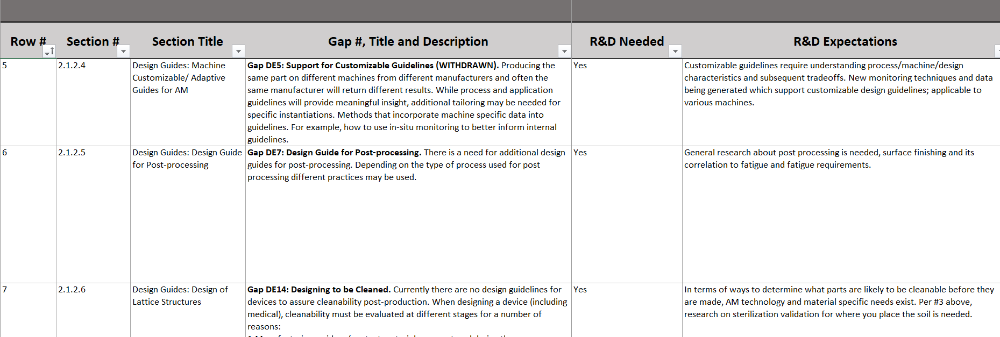 Row # Section # Section Title Gap #, Title and Description R&D Needed R&D Expectations
5
2.1.2.4
Design Guides: Machine
Customizable/ Adaptive
Guides for AM
Gap DE5: Support for Customizable Guidelines (WITHDRAWN). Producing the
same part on different machines from different manufacturers and often the
same manufacturer will return different results. While process and application
guidelines will provide meaningful insight, additional tailoring may be needed for
specific instantiations. Methods that incorporate machine specific data into
guidelines. For example, how to use in-situ monitoring to better inform internal
guidelines.
Yes
Customizable guidelines require understanding process/machine/design
characteristics and subsequent tradeoffs. New monitoring techniques and data
being generated which support customizable design guidelines; applicable to
various machines.
6
2.1.2.5
Design Guides: Design Guide
for Post-processing
Gap DE7: Design Guide for Post-processing. There is a need for additional design
guides for post-processing. Depending on the type of process used for post
processing different practices may be used.
Yes
General research about post processing is needed, surface finishing and its
correlation to fatigue and fatigue requirements.
7
2.1.2.6
Design Guides: Design of
Lattice Structures
Gap DE14: Designing to be Cleaned. Currently there are no design guidelines for
devices to assure cleanability post-production. When designing a device (including
medical), cleanability must be evaluated at different stages for a number of
reasons:
Yes
In terms of ways to determine what parts are likely to be cleanable before they
are made, AM technology and material specific needs exist. Per #3 above,
research on sterilization validation for where you place the soil is needed.